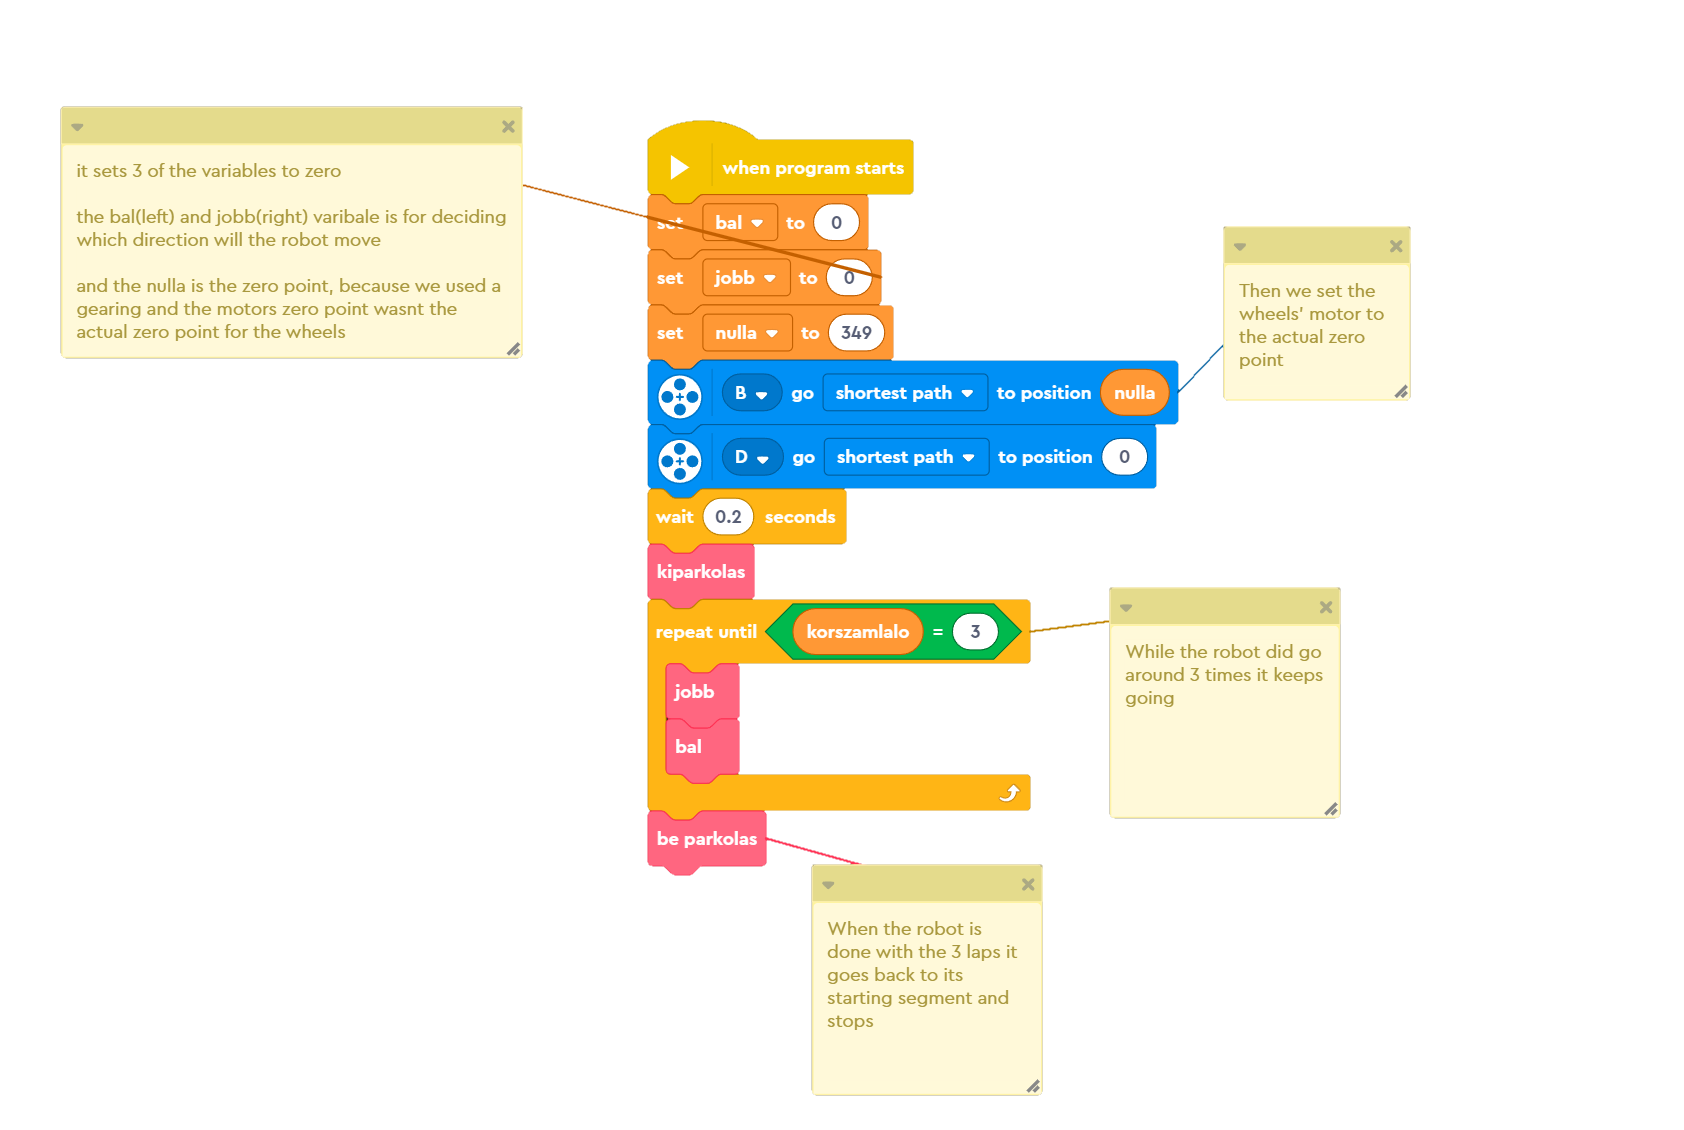 it sets 3 of the variables to zero
the bal(left) and jobb(right) varibale is for deciding
which direction will the robot move
and the nulla is the zero point, because we used a
gearing and the motors zero point wasnt the
actual zero point for the wheels
when program starts
set bal to 0
set jobb to 0
set nulla to 349
B go shortest path to position nulla
Then we set the
wheels' motor to
the actual zero
point
D go shortest path to position 0
wait 0.2 seconds
kiparkolas
repeat until korszamlalo = 3
While the robot did go
around 3 times it keeps
going
jobb
bal
be parkolas
When the robot is
done with the 3 laps it
goes back to its
starting segment and
stops